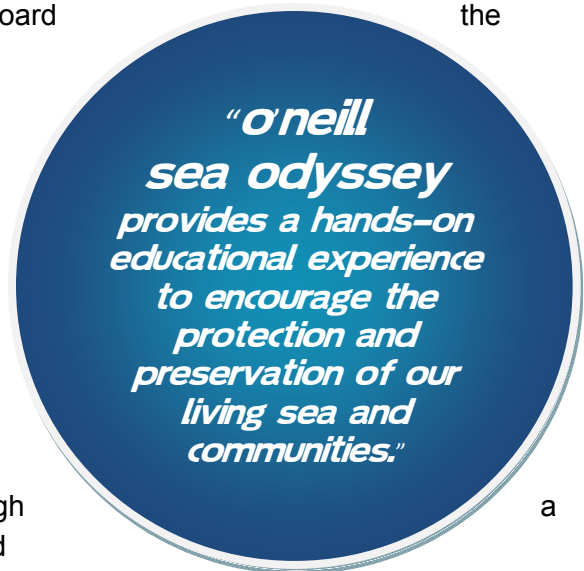 oard the
"o'neill
sea odyssey
provides a hands-on
educational experience
to encourage the
protection and
preservation of our
living sea and
communities."
gh a
d